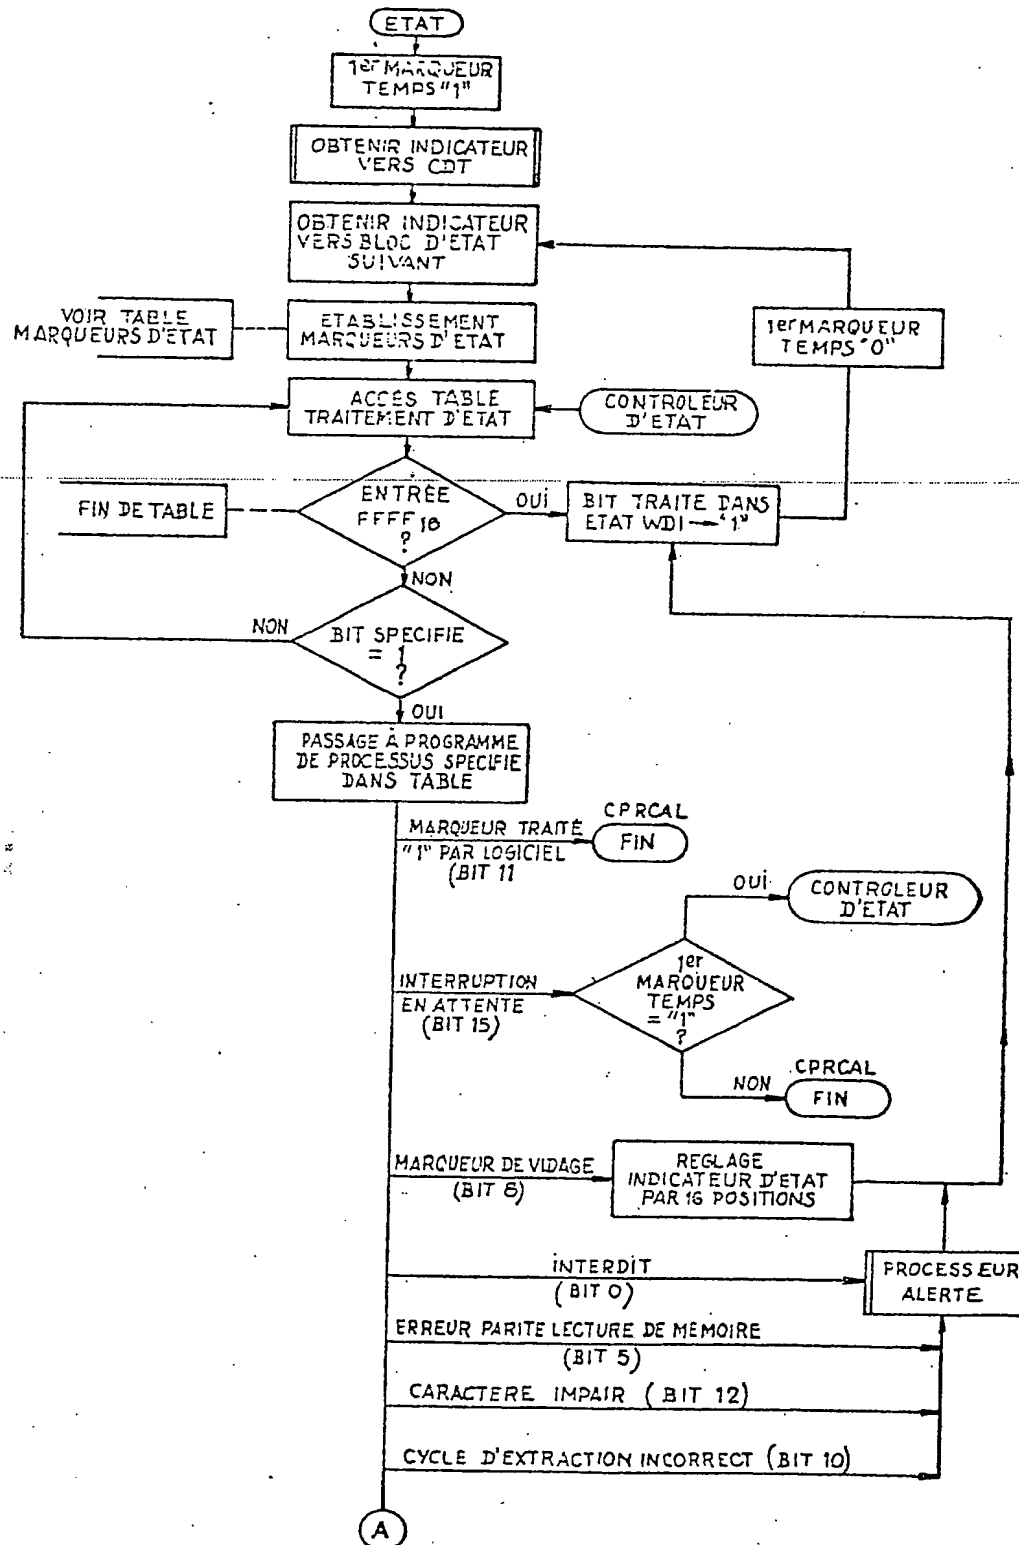 ETAT
1er MARQUEUR
TEMPS "1"
OBTENIR INDICATEUR
VERS CDT
OBTENIR INDICATEUR
VERS BLOC D'ETAT
SUIVANT
VOIR TABLE
MARQUEURS D'ETAT
ETABLISSEMENT
MARQUEURS D'ETAT
1er MARQUEUR
TEMPS "0"
ACCES TABLE
TRAITEMENT D'ETAT
CONTROLEUR
D'ETAT
FIN DE TABLE
ENTRÉE
FFFF16
?
OUI
BIT TRAITE DANS
ETAT WDI → "1"
NON
NON
BIT SPECIFIE
= 1
?
OUI
PASSAGE A PROGRAMME
DE PROCESSUS SPECIFIE
DANS TABLE
MARQUEUR TRAITÉ
"1" PAR LOGICIEL
(BIT 11
CPRCAL
FIN
OUI
CONTROLEUR
D'ETAT
INTERRUPTION
EN ATTENTE
(BIT 15)
1er
MARQUEUR
TEMPS
= "1"
?
NON
CPRCAL
FIN
MARQUEUR DE VIDAGE
(BIT 6)
REGLAGE
INDICATEUR D'ETAT
PAR 16 POSITIONS
INTERDIT
(BIT 0)
PROCESSEUR
ALERTE
ERREUR PARITE LECTURE DE MEMOIRE
(BIT 5)
CARACTERE IMPAIR (BIT 12)
CYCLE D'EXTRACTION INCORRECT (BIT 10)
A